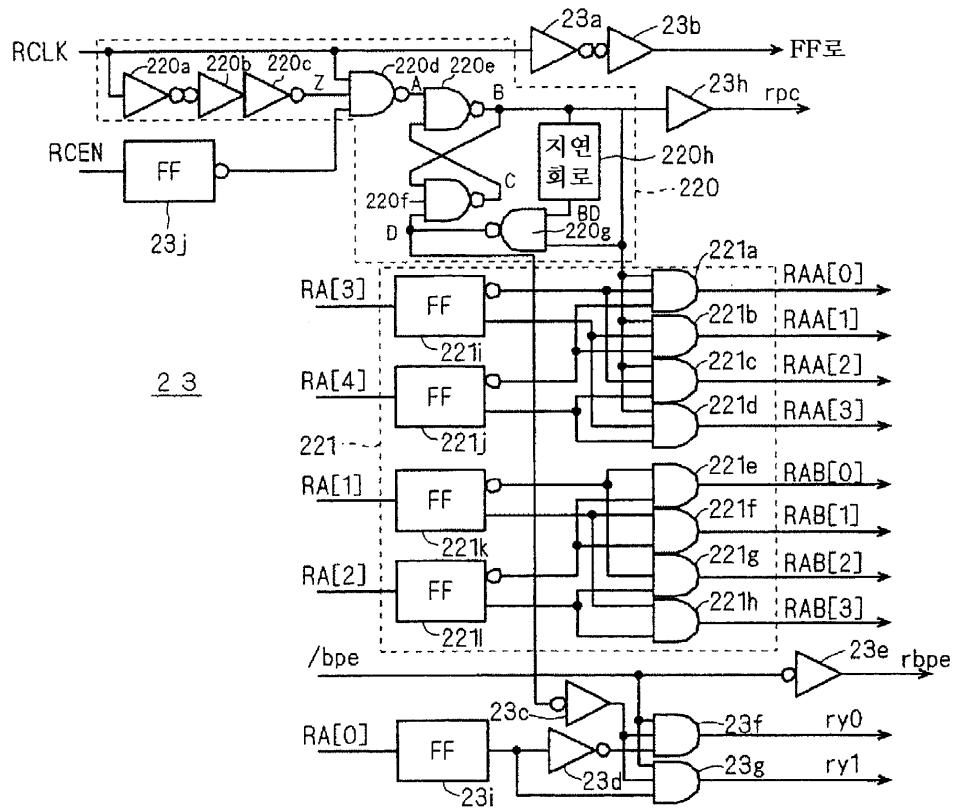 23a
23b
RCLK
FF로
220a
220b
220c
Z
220d
A
220e
B
23h
rpc
RCEN
FF
23j
지연
회로
220h
220
C
220f
D
BD
220g
221a
RA[3]
FF
221i
RAA[0]
221b
RAA[1]
23
RA[4]
FF
221j
221c
RAA[2]
221d
RAA[3]
221
221e
RAB[0]
RA[1]
FF
221k
221f
RAB[1]
221g
RAB[2]
RA[2]
FF
221l
221h
RAB[3]
/bpe
23e
rbpe
23c
23f
ry0
RA[0]
FF
23i
23d
23g
ry1